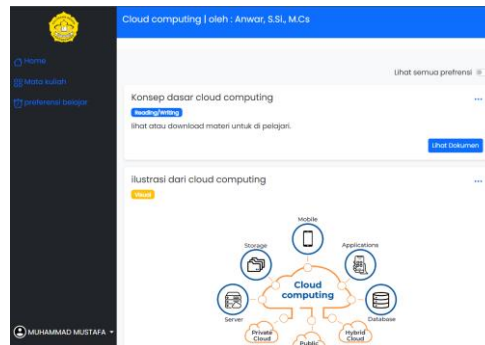 Cloud computing | oleh : Anwar, S.Si., M.Cs
Home
Mata kuliah
preferensi belajar
MUHAMMAD MUSTAFA
Lihat semua prefrensi
Konsep dasar cloud computing
Reading/Writing
lihat atau download materi untuk di pelajari.
Lihat Dokumen
ilustrasi dari cloud computing
Visual
Mobile
Storage
Applications
Cloud
computing
Server
Database
Private
Cloud
Public
Hybrid
Cloud